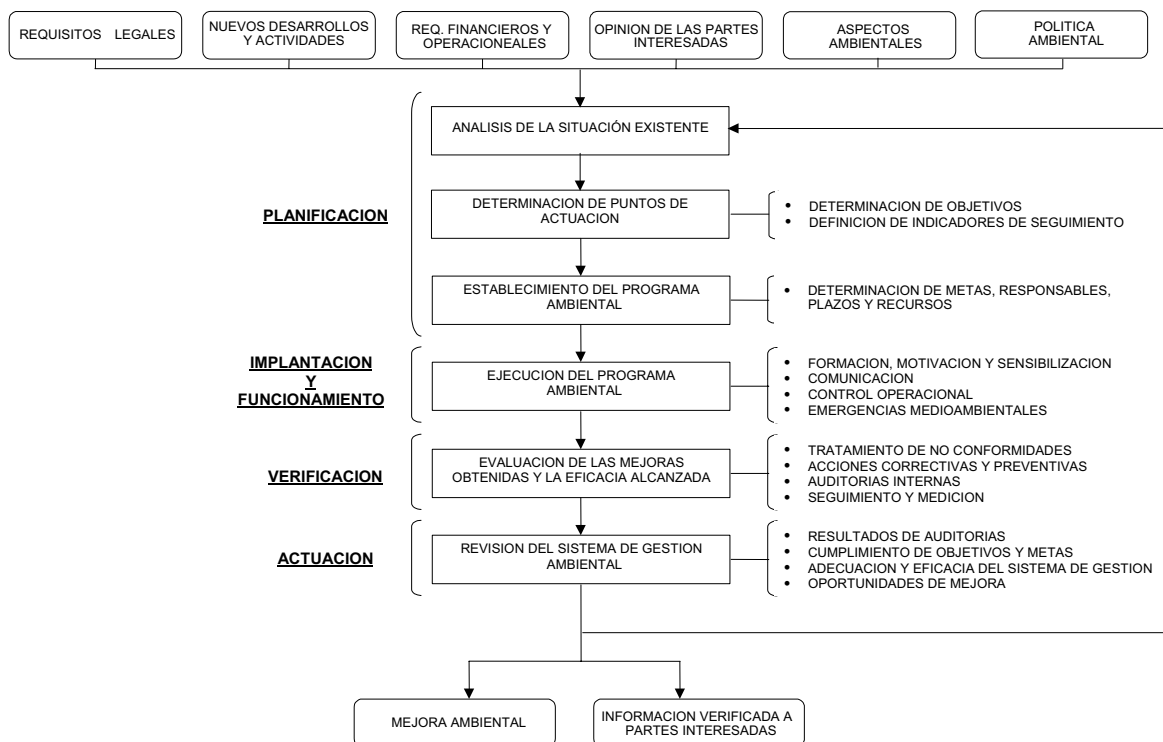 REQUISITOS LEGALES
NUEVOS DESARROLLOS
Y ACTIVIDADES
REQ. FINANCIEROS Y
OPERACIONEALES
OPINION DE LAS PARTES
INTERESADAS
ASPECTOS
AMBIENTALES
POLITICA
AMBIENTAL
ANALISIS DE LA SITUACIÓN EXISTENTE
PLANIFICACION
DETERMINACION DE PUNTOS DE
ACTUACION
• DETERMINACION DE OBJETIVOS
• DEFINICION DE INDICADORES DE SEGUIMIENTO
ESTABLECIMIENTO DEL PROGRAMA
AMBIENTAL
• DETERMINACION DE METAS, RESPONSABLES,
PLAZOS Y RECURSOS
IMPLANTACION
Y
FUNCIONAMIENTO
EJECUCION DEL PROGRAMA
AMBIENTAL
• FORMACION, MOTIVACION Y SENSIBILIZACION
• COMUNICACION
• CONTROL OPERACIONAL
• EMERGENCIAS MEDIOAMBIENTALES
VERIFICACION
EVALUACION DE LAS MEJORAS
OBTENIDAS Y LA EFICACIA ALCANZADA
• TRATAMIENTO DE NO CONFORMIDADES
• ACCIONES CORRECTIVAS Y PREVENTIVAS
• AUDITORIAS INTERNAS
• SEGUIMIENTO Y MEDICION
ACTUACION
REVISION DEL SISTEMA DE GESTION
AMBIENTAL
• RESULTADOS DE AUDITORIAS
• CUMPLIMIENTO DE OBJETIVOS Y METAS
• ADECUACION Y EFICACIA DEL SISTEMA DE GESTION
• OPORTUNIDADES DE MEJORA
MEJORA AMBIENTAL
INFORMACION VERIFICADA A
PARTES INTERESADAS